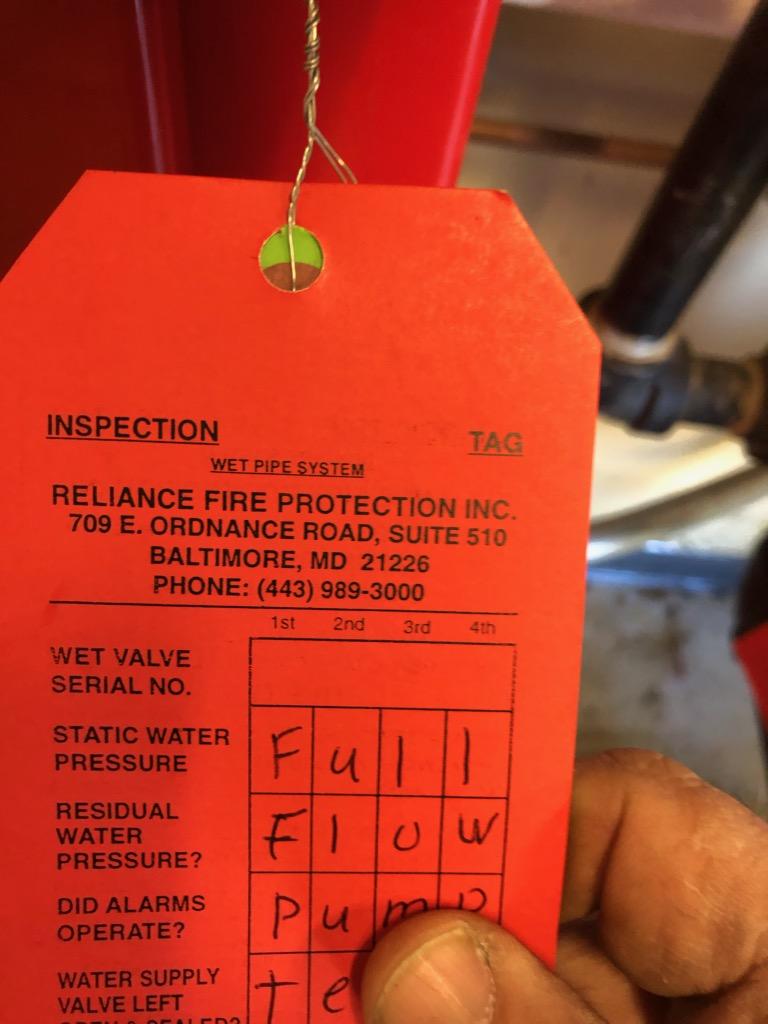 INSPECTION TAG
WET PIPE SYSTEM
RELIANCE FIRE PROTECTION INC.
709 E. ORDNANCE ROAD, SUITE 510
BALTIMORE, MD 21226
PHONE: (443) 989-3000
1st 2nd 3rd 4th
WET VALVE
SERIAL NO.
STATIC WATER
PRESSURE
F u l l
RESIDUAL
WATER
PRESSURE?
F l o w
DID ALARMS
OPERATE?
P u m p
WATER SUPPLY
VALVE LEFT
OPEN & SEALED?
T e